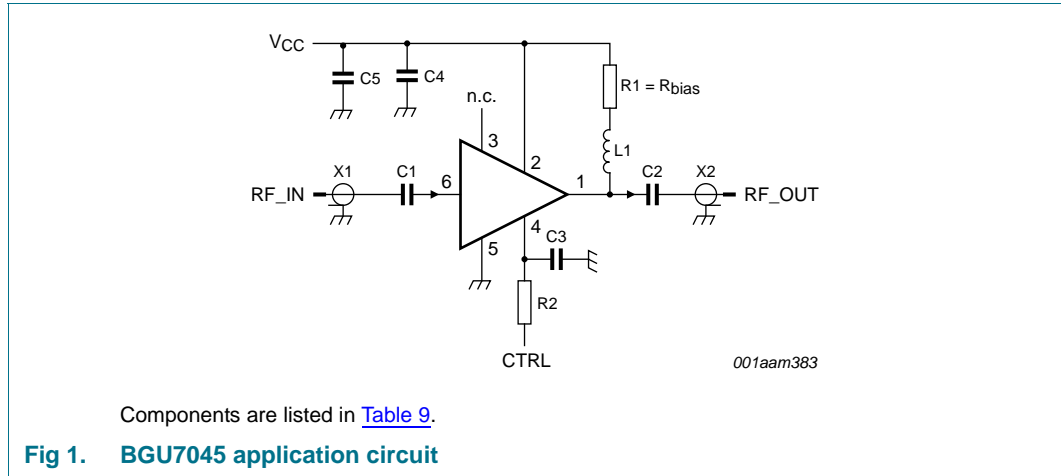 VCC
C5
C4
R1 = Rbias
n.c.
3
L1
2
X1
C1
C2
X2
RF_IN
6
1
RF_OUT
4
C3
5
R2
CTRL
001aam383
Components are listed in Table 9.
Fig 1. BGU7045 application circuit